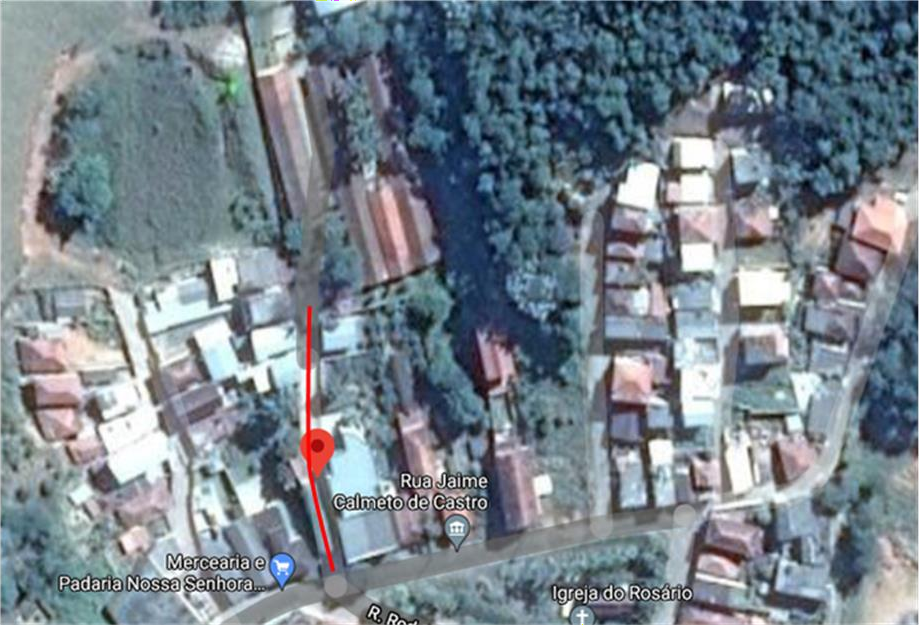 Rua Jaime
Calmeto de Castro
Mercearia e
Padaria Nossa Senhora...
Igreja do Rosário
R.